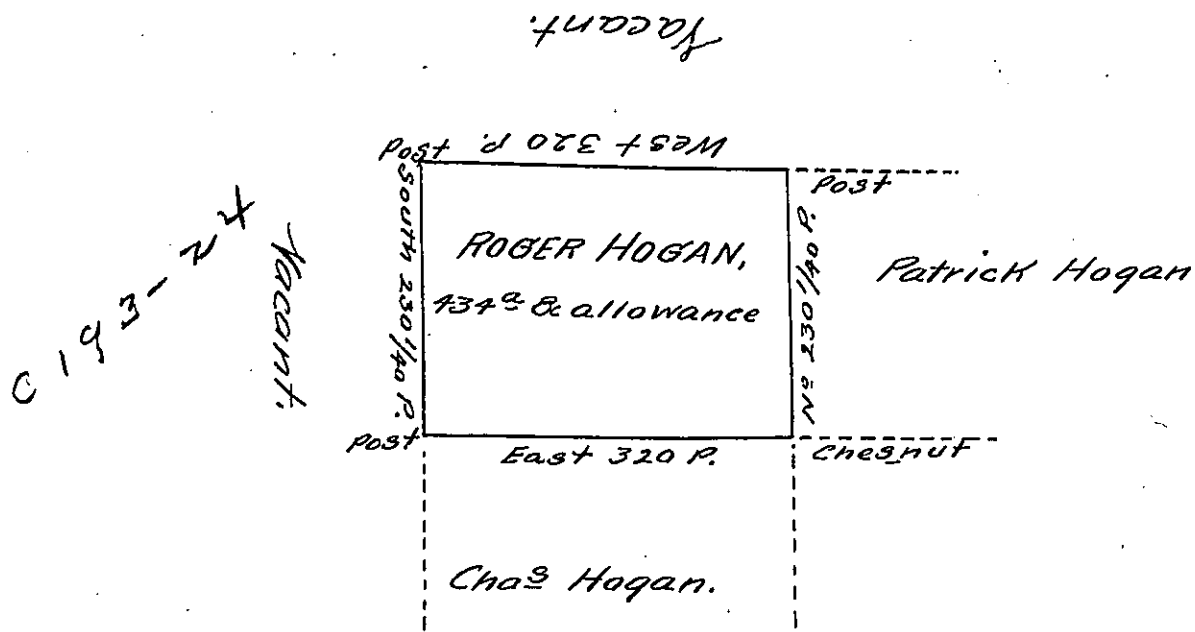 Vacant.
West 320 P.
Post
Post
South 230 1/40 P.
ROGER HOGAN,
434a & allowance
No 230 1/40 P.
Patrick Hogan
Vacant.
C193-24
Post
East 320 P.
Chesnut
Chas Hogan.